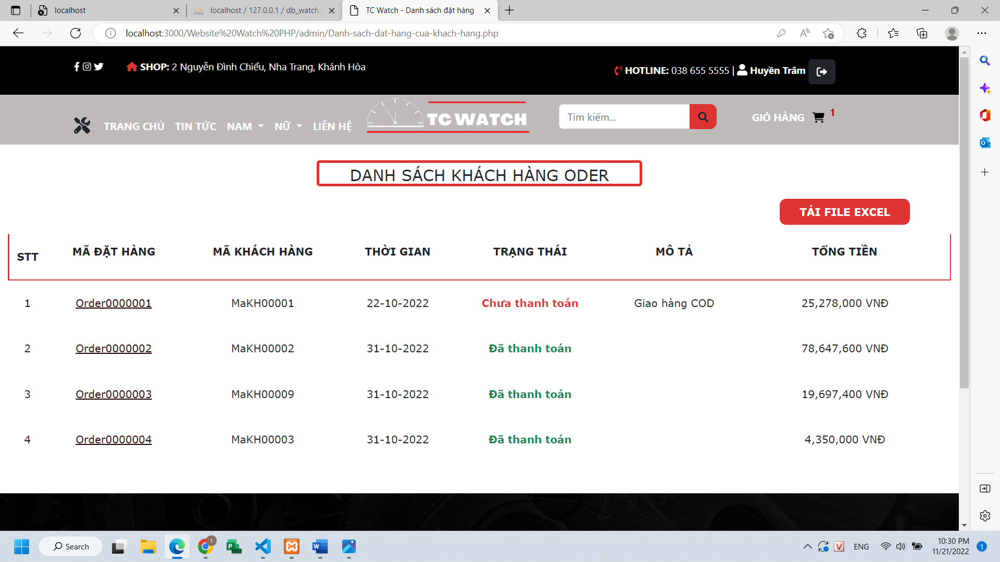 localhost
localhost / 127.0.0.1 / db_watch /
TC Watch - Danh sách đặt hàng
localhost:3000/Website%20Watch%20PHP/admin/Danh-sach-dat-hang-cua-khach-hang.php
SHOP: 2 Nguyễn Đình Chiểu, Nha Trang, Khánh Hòa
HOTLINE: 038 655 5555 | Huyền Trâm
TRANG CHỦ TIN TỨC NAM NỮ LIÊN HỆ
TC WATCH
Tìm kiếm...
GIỎ HÀNG 1
DANH SÁCH KHÁCH HÀNG ODER
TẢI FILE EXCEL
STT MÃ ĐẶT HÀNG MÃ KHÁCH HÀNG THỜI GIAN TRẠNG THÁI MÔ TẢ TỔNG TIỀN
1 Order0000001 MaKH00001 22-10-2022 Chưa thanh toán Giao hàng COD 25,278,000 VNĐ
2 Order0000002 MaKH00002 31-10-2022 Đã thanh toán 78,647,600 VNĐ
3 Order0000003 MaKH00009 31-10-2022 Đã thanh toán 19,697,400 VNĐ
4 Order0000004 MaKH00003 31-10-2022 Đã thanh toán 4,350,000 VNĐ
Search
ENG
10:30 PM
11/21/2022
1